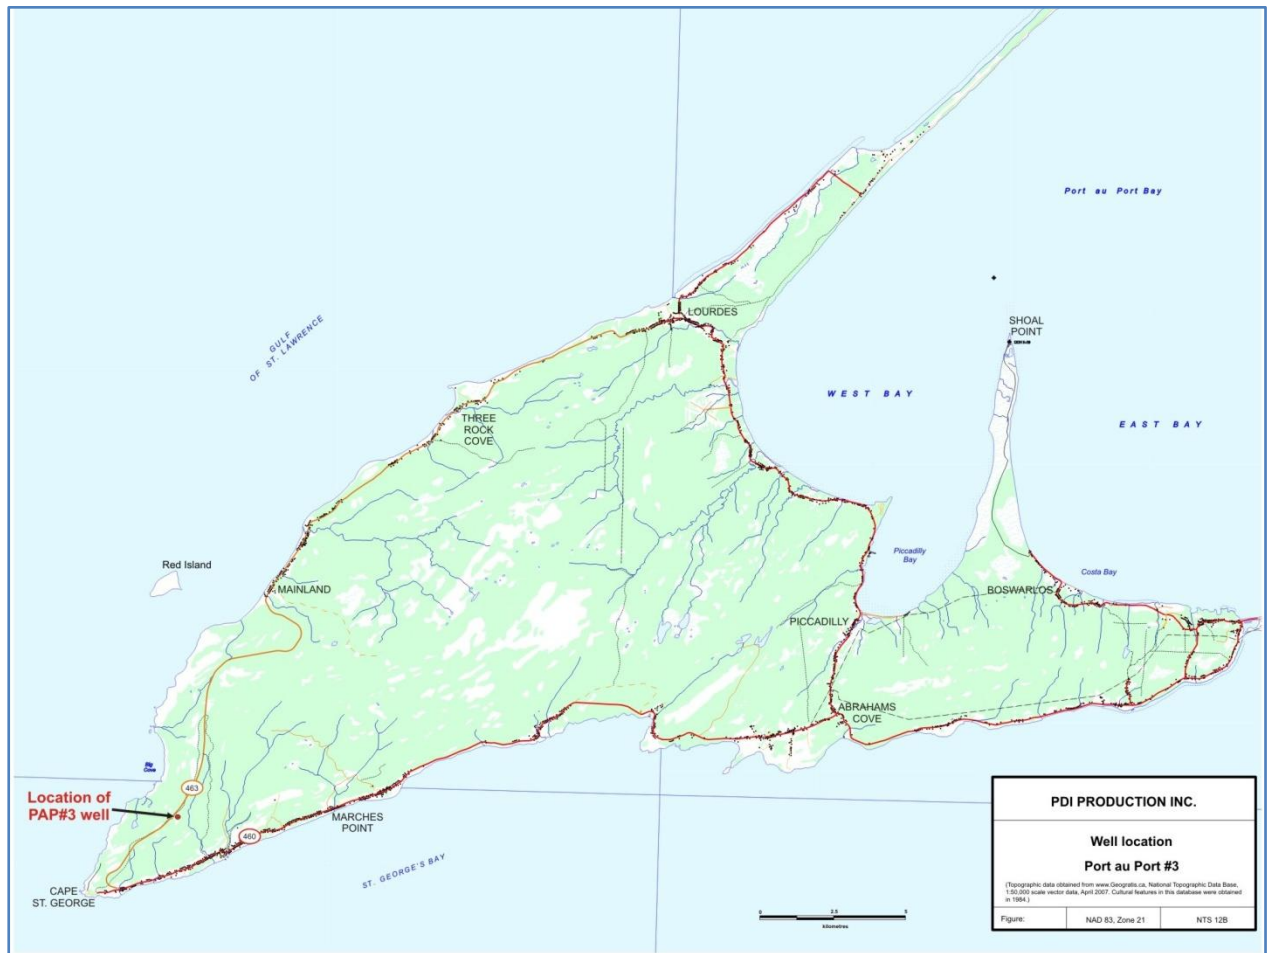 Port au Port Bay
GULF
OF ST. LAWRENCE
LOURDES
SHOAL
POINT
WEST BAY
EAST BAY
THREE
ROCK
COVE
Piccadilly
Bay
Red Island
Costa Bay
MAINLAND
BOSWARLOS
PICCADILLY
ABRAHAMS
COVE
Big
Cove
463
Location of
PAP#3 well
MARCHES
POINT
460
ST. GEORGE'S BAY
CAPE
ST. GEORGE
0 2.5 5
kilometres
PDI PRODUCTION INC.
Well location
Port au Port #3
(Topographic data obtained from www.Geogratis.ca, National Topographic Data Base,
1:50,000 scale vector data, April 2007. Cultural features in this database were obtained
in 1984.)
Figure:
NAD 83, Zone 21
NTS 12B